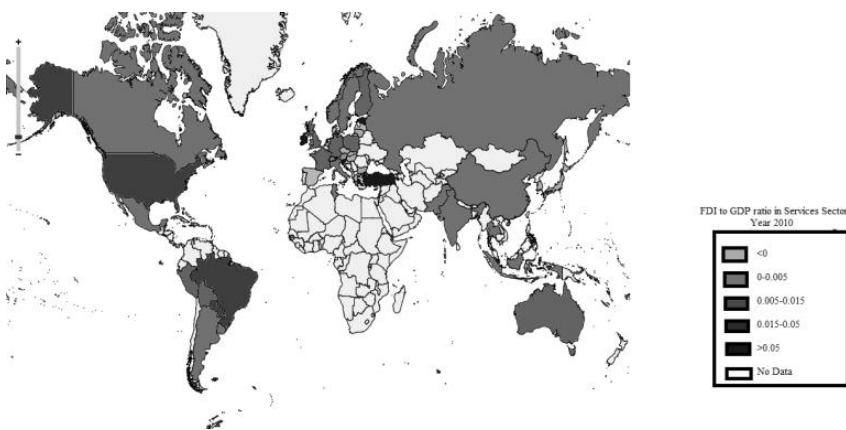 +
−
FDI to GDP ratio in Services Sector
Year 2010
<0
0-0.005
0.005-0.015
0.015-0.05
>0.05
No Data